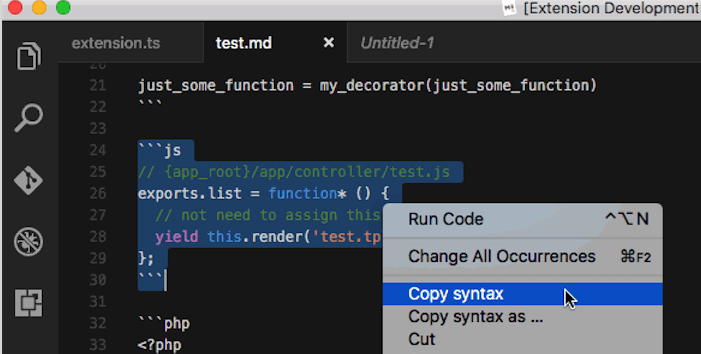 [Extension Development
extension.ts
test.md
Untitled-1
20
21 just_some_function = my_decorator(just_some_function)
22 ```
23
24 ```js
25 // {app_root}/app/controller/test.js
26 exports.list = function* () {
27 // not need to assign this
28 yield this.render('test.tp
29 };
30 ```
31
32 ```php
33 <?php
Run Code ^⌥N
Change All Occurrences ⌘F2
Copy syntax
Copy syntax as ...
Cut